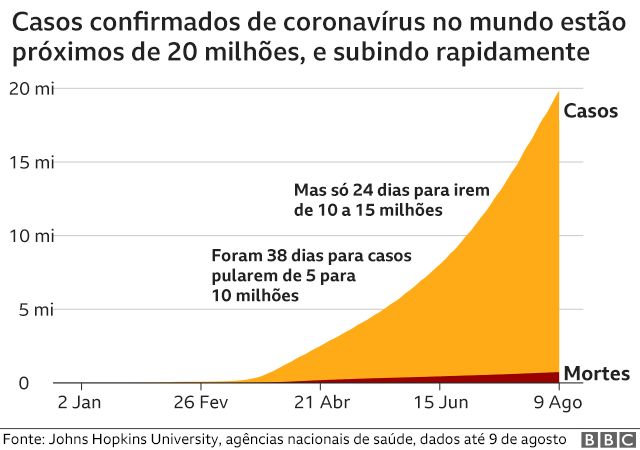 Casos confirmados de coronavírus no mundo estão
próximos de 20 milhões, e subindo rapidamente
20 mi
Casos
15 mi
Mas só 24 dias para irem
de 10 a 15 milhões
10 mi
Foram 38 dias para casos
pularem de 5 para
10 milhões
5 mi
Mortes
0
2 Jan
26 Fev
21 Abr
15 Jun
9 Ago
Fonte: Johns Hopkins University, agências nacionais de saúde, dados até 9 de agosto
BBC